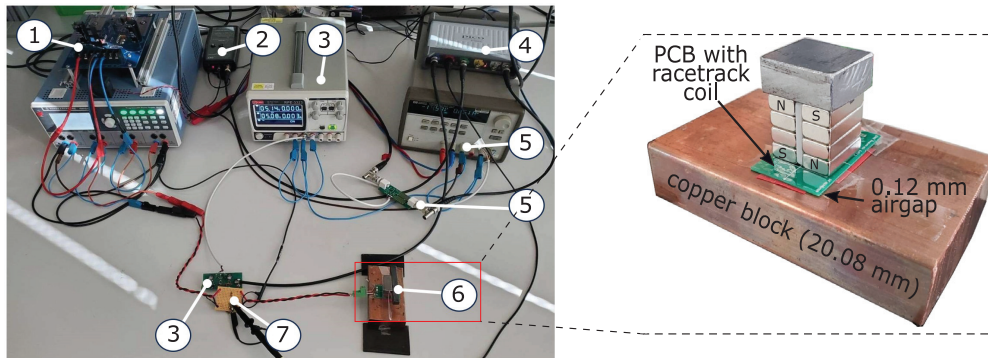 1
2
3
4
5
5
3
7
6
PCB with
racetrack
coil
N
S
S
N
0.12 mm
airgap
copper block (20.08 mm)